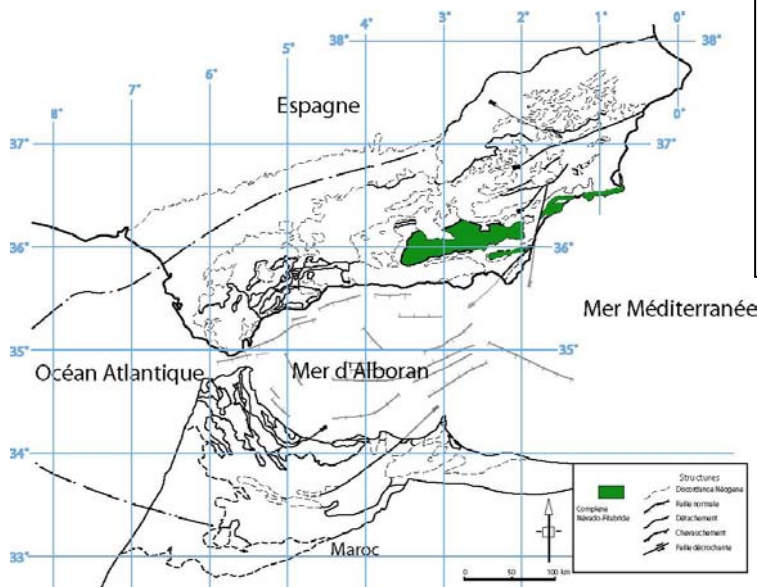 0°
1°
2°
3°
4°
5°
6°
7°
8°
38°
38°
0°
37°
37°
36°
36°
35°
35°
34°
33°
Espagne
Mer Méditerranée
Océan Atlantique
Mer d'Alboran
Maroc
Complexe
Névado-Filabride
Structures
Discordance Néogène
Faille normale
Détachement
Chevauchement
Faille décrochante
0 50 100 km